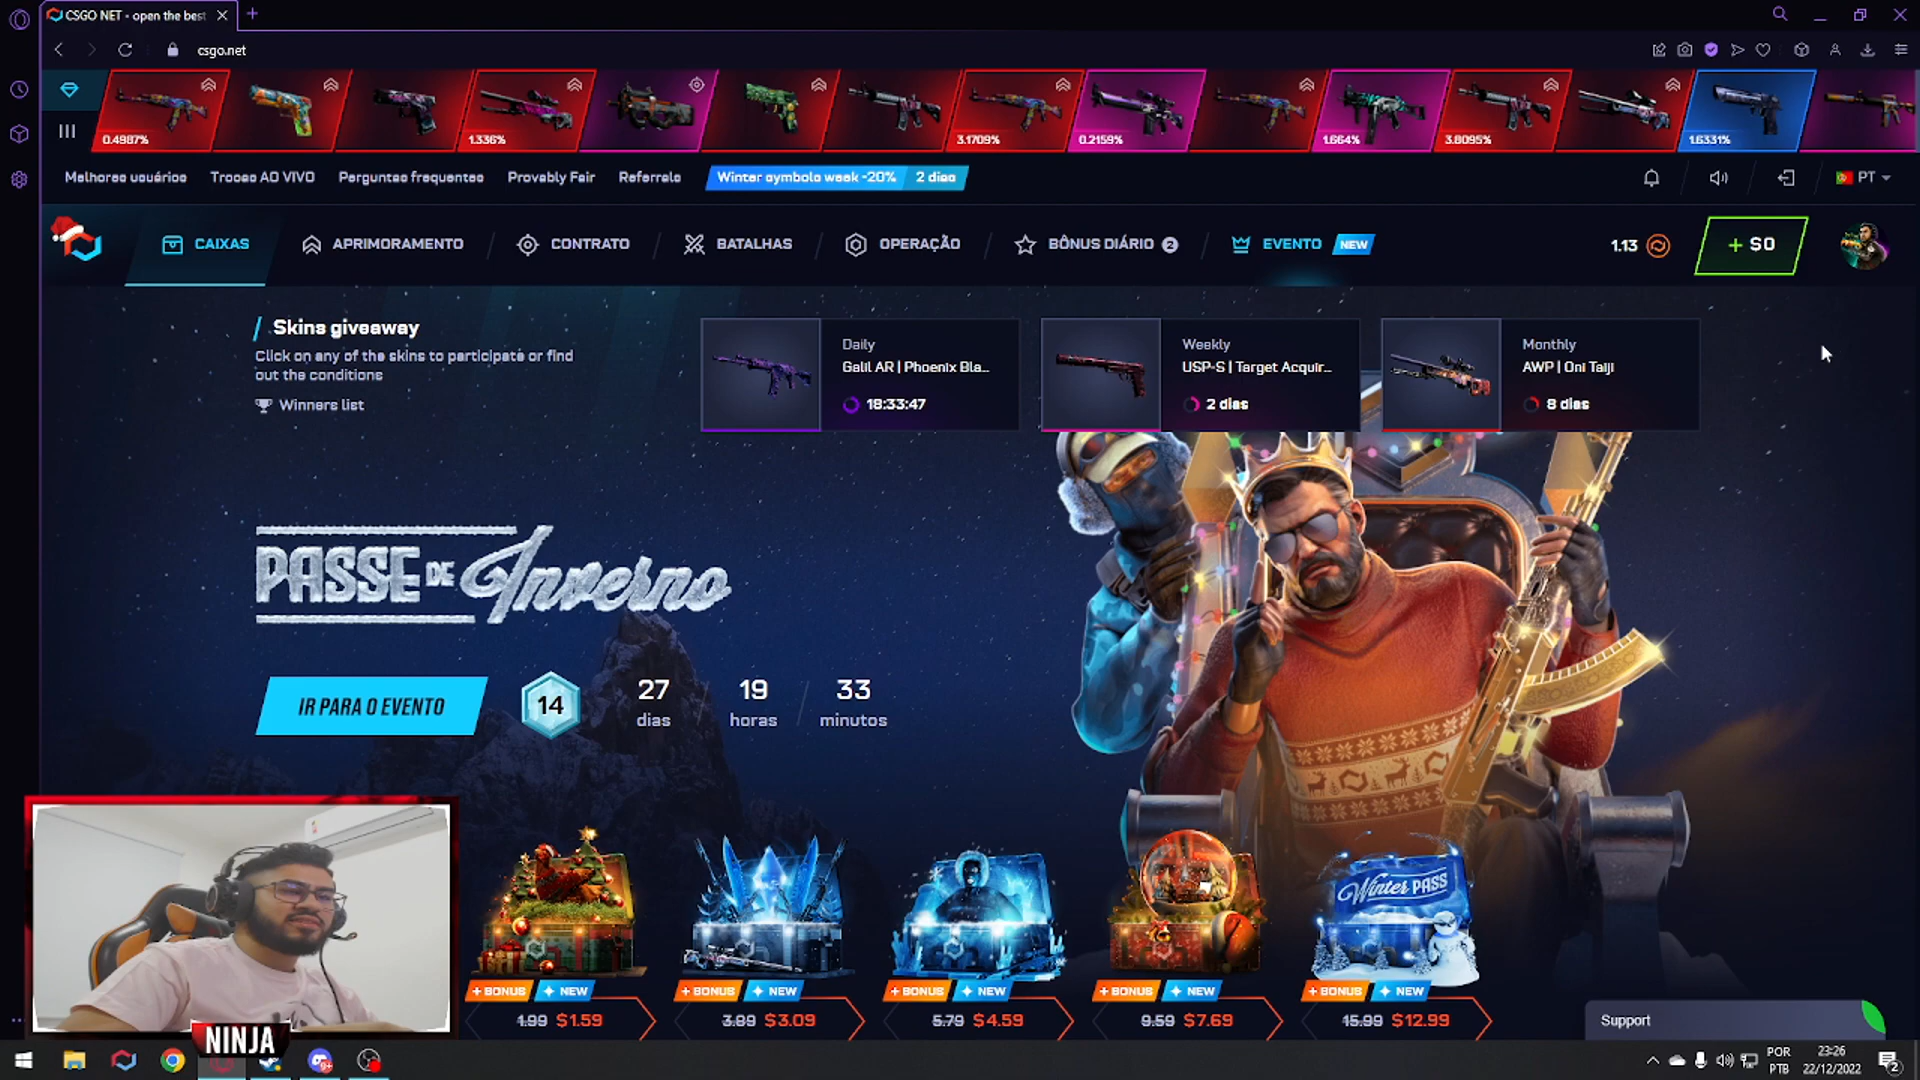 CSGO NET - open the best
csgo.net
0.4987%
1.336%
3.1709%
0.2159%
1.664%
3.8095%
1.6331%
Melhores usuários
Trocas AO VIVO
Perguntas frequentes
Provably Fair
Referrals
Winter symbols week -20%
2 dias
PT
CAIXAS
APRIMORAMENTO
CONTRATO
BATALHAS
OPERAÇÃO
BÔNUS DIÁRIO 2
EVENTO NEW
1.13
+ $0
Skins giveaway
Click on any of the skins to participate or find
out the conditions
Winners list
Daily
Galil AR | Phoenix Bla...
18:33:47
Weekly
USP-S | Target Acquir...
2 dias
Monthly
AWP | Oni Taiji
8 dias
PASSE DE Inverno
IR PARA O EVENTO
14
27
dias
19
horas
33
minutos
Winter PASS
+ BONUS NEW
1.99 $1.59
+ BONUS NEW
3.89 $3.09
+ BONUS NEW
5.79 $4.59
+ BONUS NEW
9.59 $7.69
+ BONUS NEW
15.99 $12.99
Support
NINJA
9+
POR
PTB
23:26
22/12/2022
2